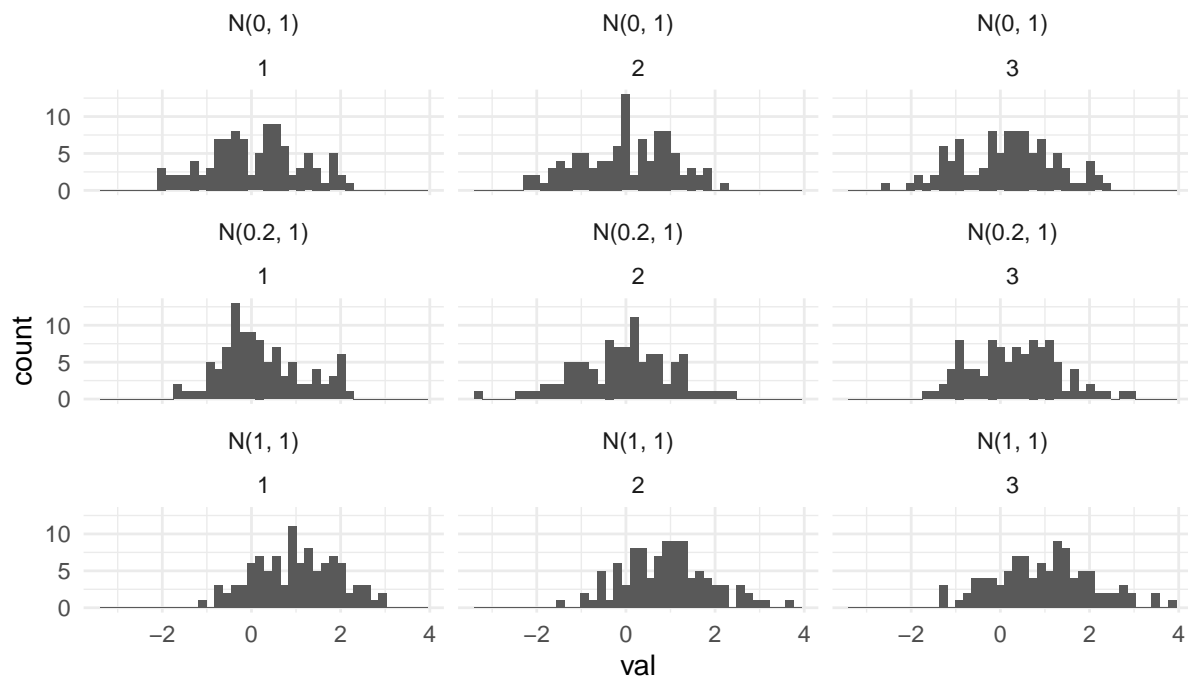 N(0, 1) N(0, 1) N(0, 1)
1 2 3
10
5
0
N(0.2, 1) N(0.2, 1) N(0.2, 1)
1 2 3
10
5
0
count
N(1, 1) N(1, 1) N(1, 1)
1 2 3
10
5
0
−2 0 2 4 −2 0 2 4 −2 0 2 4
val